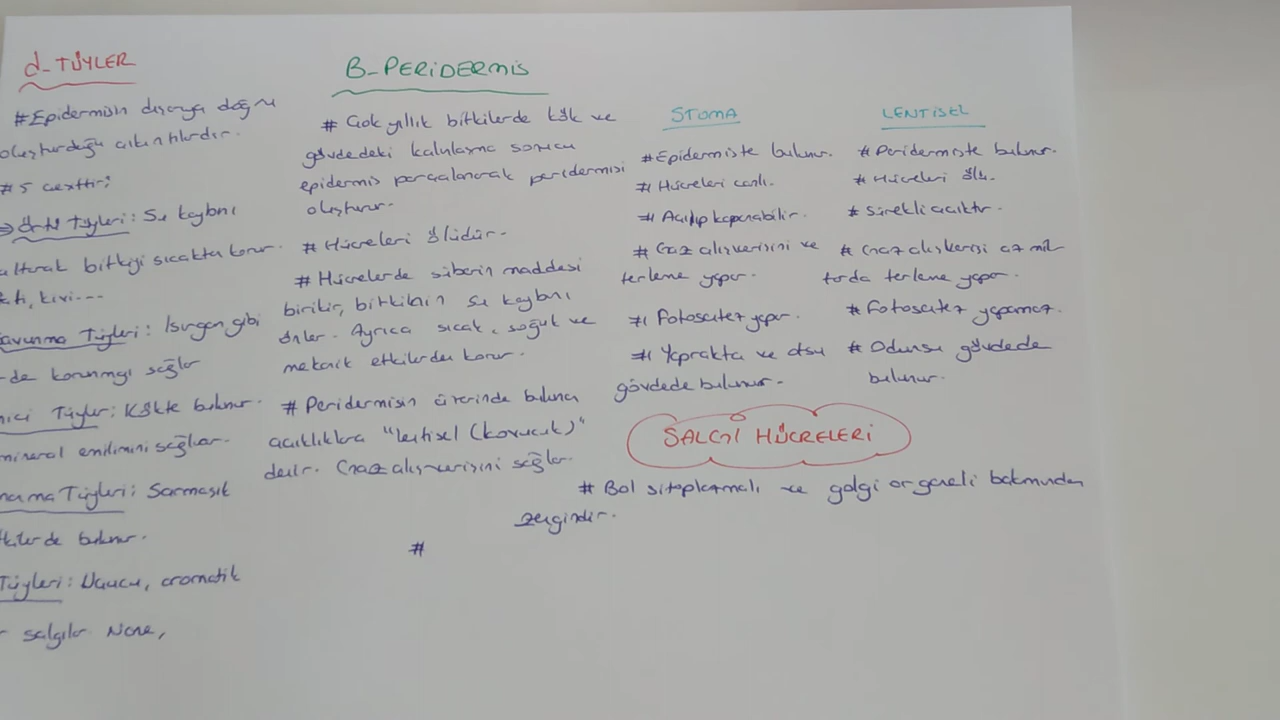 d-TÜYLER
#Epidermisin dışarıya doğru
oluşturduğu çıkıntılardır.
#5 çeşittir;
→ Örtü Tüyleri: Su kaybını
bitkiyi sıcaktan korur.
kivi...
Tüyleri: Isırgan gibi
-de korunmayı sağlar
Tüyler: Kökte bulunur.
mineral emilimini sağlar.
Tüyleri: Sarmaşık
bulunur.
Tüyleri: Uçucu, aromatik
salgılar Nane,
B-PERİDERMİS
# Çok yıllık bitkilerde kök ve
gövdedeki kalınlaşma sonucu
epidermis parçalanarak peridermisi
oluşturur.
# Hücreleri ölüdür.
# Hücrelerde süberin maddesi
birikir, bitkinin su kaybını
önler. Ayrıca sıcak, soğuk ve
mekanik etkilerden korur.
# Peridermisin üzerinde bulunan
açıklıklara "lentisel (kovucuk)"
denir. Gaz alışverişini sağlar.
#
STOMA
#Epidermiste bulunur.
# Hücreleri canlı.
# Açılıp kapanabilir.
# Gaz alışverişini ve
terleme yapar.
# Fotosentez yapar.
# Yaprakta ve otsu
gövdede bulunur.
LENTİSEL
# Peridermiste bulunur.
# Hücreleri ölü.
# Sürekli açıktır.
# Gaz alışverişi az mik
tarda terleme yapar.
# Fotosentez yapamaz.
# Odunsu gövdede
bulunur.
SALGI HÜCRELERİ
# Bol sitoplazmalı ve golgi organeli bakımından
zengindir.